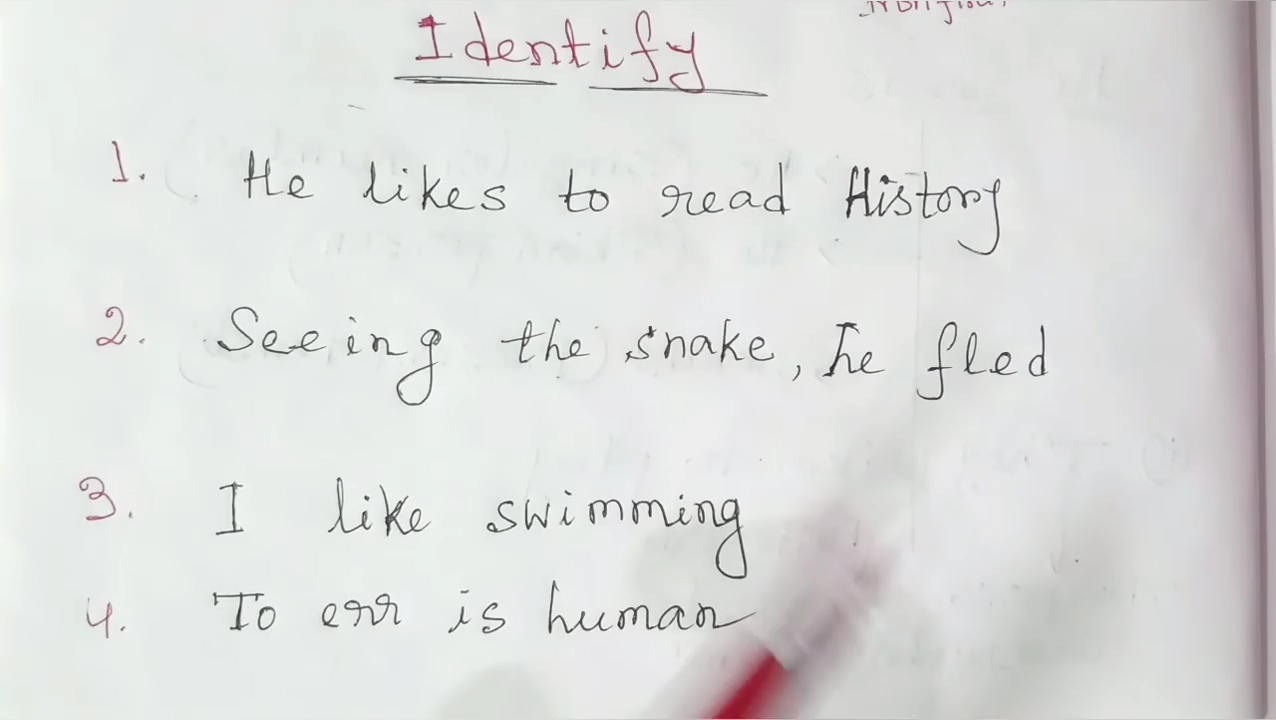 Identify
1. He likes to read History
2. Seeing the snake, he fled
3. I like swimming
4. To err is human